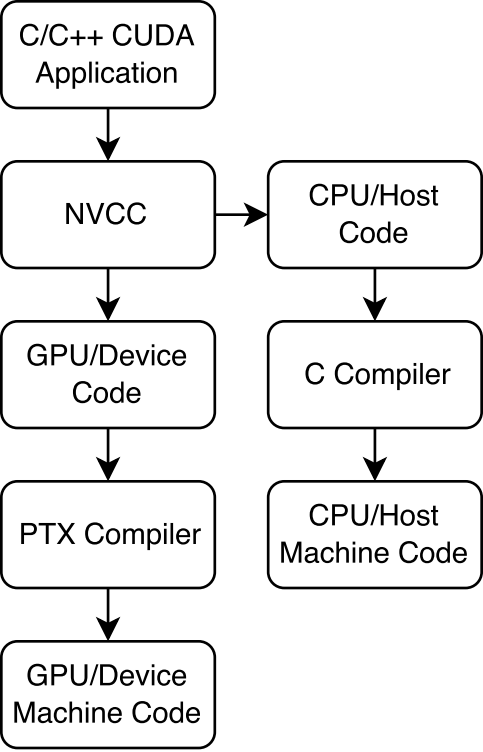 C/C++ CUDA
Application
NVCC
CPU/Host
Code
GPU/Device
Code
C Compiler
PTX Compiler
CPU/Host
Machine Code
GPU/Device
Machine Code